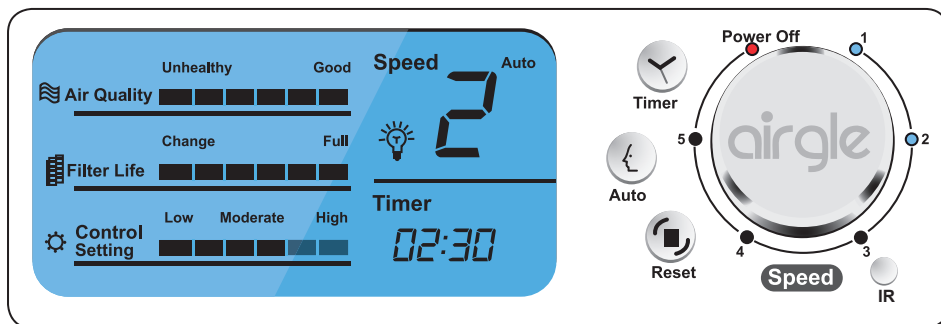 Unhealthy Good
Air Quality
Change Full
Filter Life
Low Moderate High
Control
Setting
Speed Auto
2
Timer
02:30
Timer
Auto
Reset
Power Off 1
5 2
airgle
4 3
Speed
IR